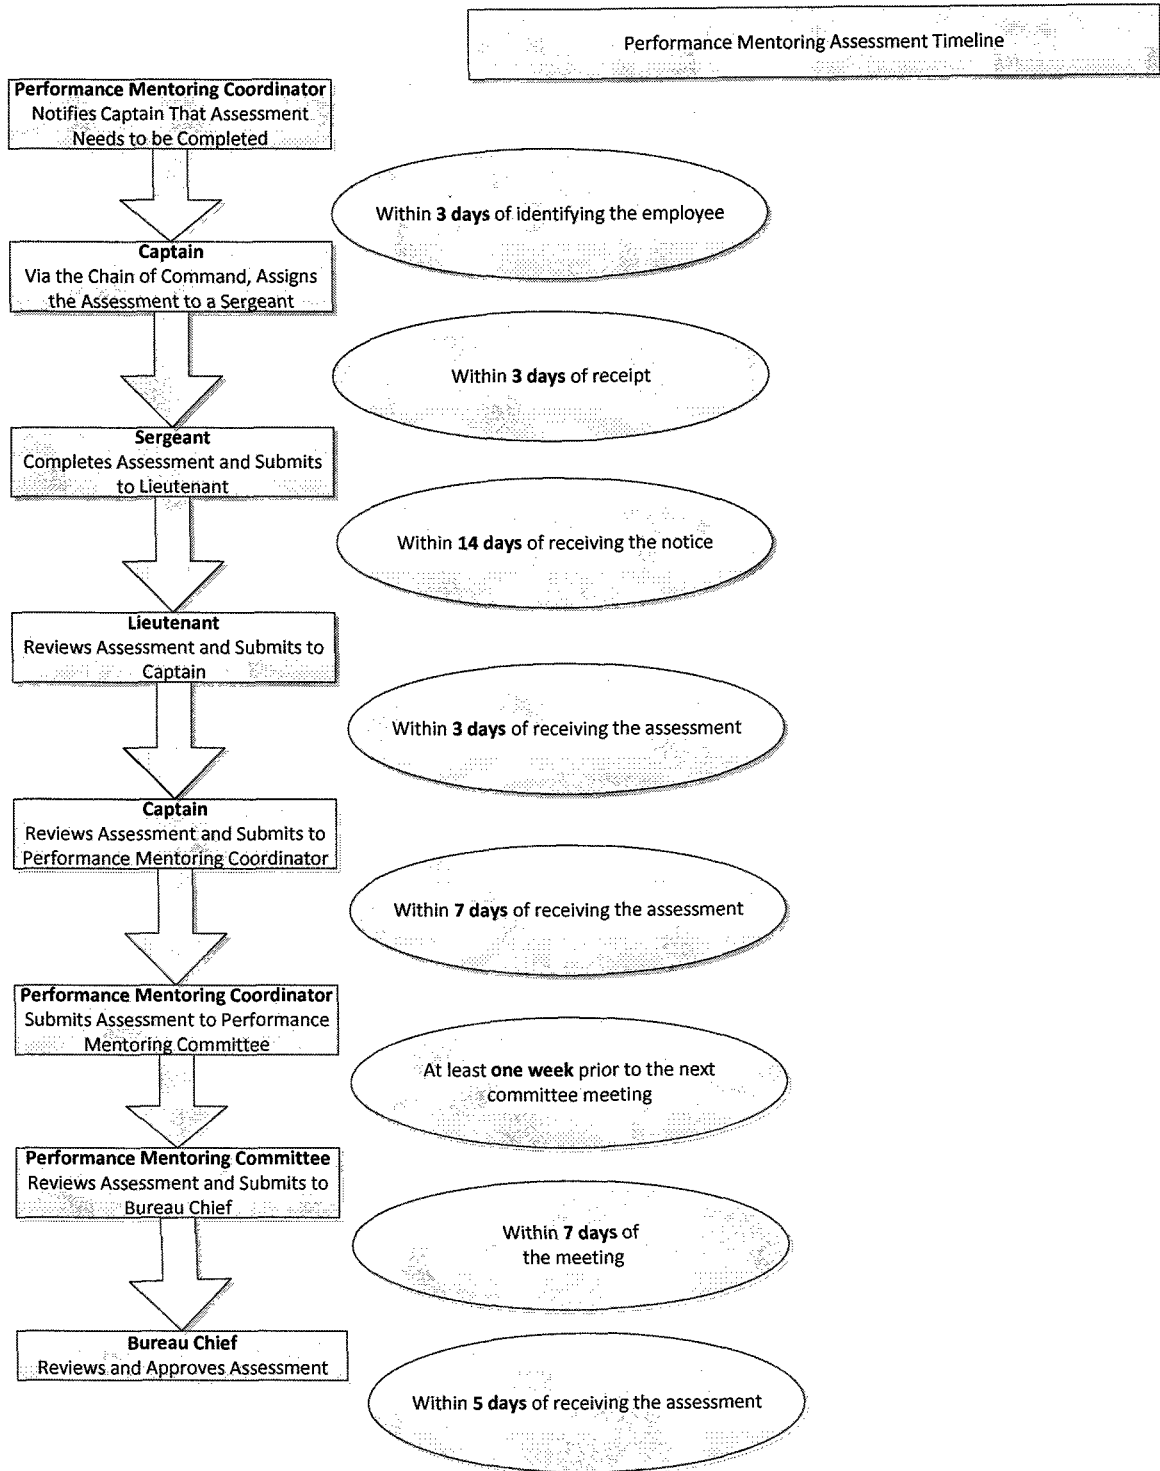 Performance Mentoring Assessment Timeline
Performance Mentoring Coordinator
Notifies Captain That Assessment
Needs to be Completed
Within 3 days of identifying the employee
Captain
Via the Chain of Command, Assigns
the Assessment to a Sergeant
Within 3 days of receipt
Sergeant
Completes Assessment and Submits
to Lieutenant
Within 14 days of receiving the notice
Lieutenant
Reviews Assessment and Submits to
Captain
Within 3 days of receiving the assessment
Captain
Reviews Assessment and Submits to
Performance Mentoring Coordinator
Within 7 days of receiving the assessment
Performance Mentoring Coordinator
Submits Assessment to Performance
Mentoring Committee
At least one week prior to the next
committee meeting
Performance Mentoring Committee
Reviews Assessment and Submits to
Bureau Chief
Within 7 days of
the meeting
Bureau Chief
Reviews and Approves Assessment
Within 5 days of receiving the assessment